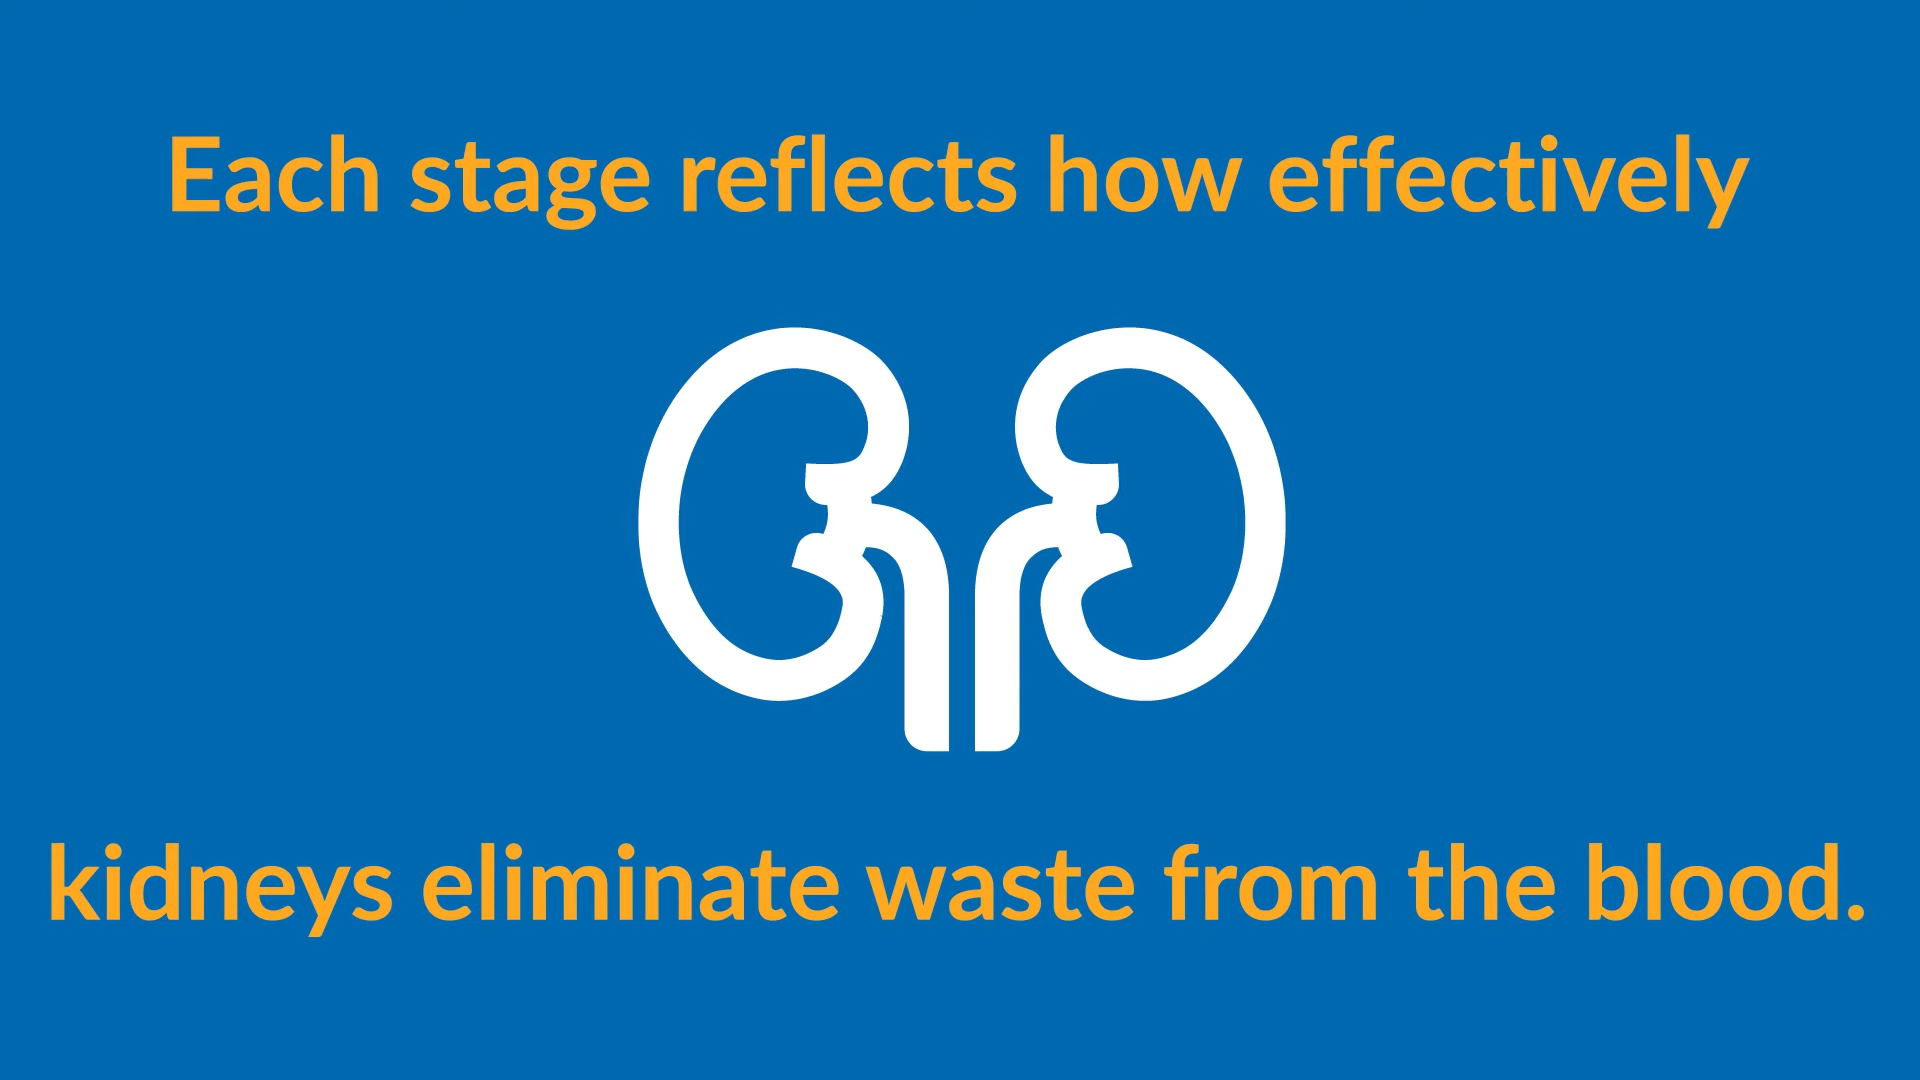 Each stage reflects how effectively
kidneys eliminate waste from the blood.